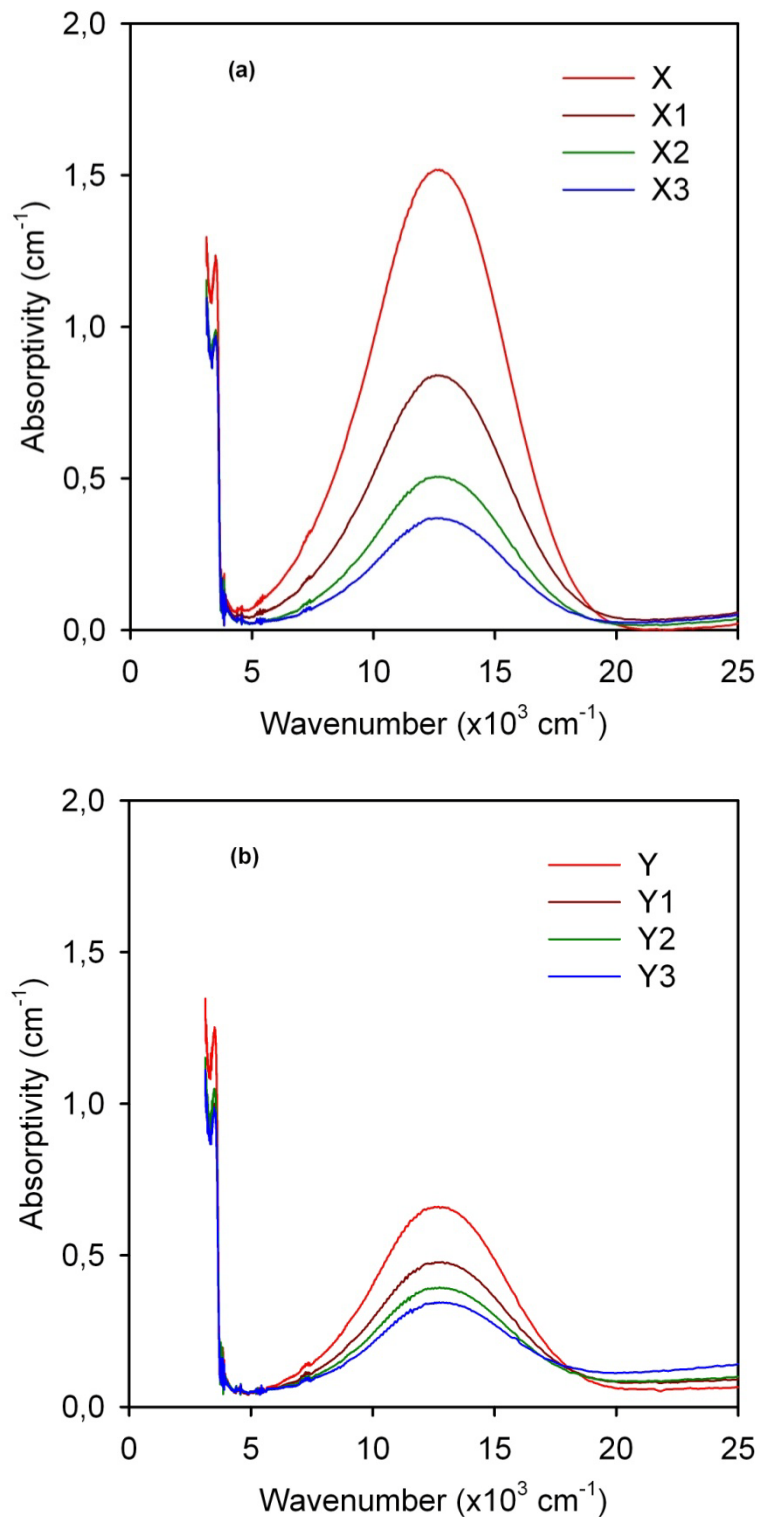 2,0
(a)
X
X1
X2
X3
1,5
1,0
0,5
0,0
Absorptivity (cm⁻¹)
0
5
10
15
20
25
Wavenumber (x10³ cm⁻¹)
2,0
(b)
Y
Y1
Y2
Y3
1,5
1,0
0,5
0,0
Absorptivity (cm⁻¹)
0
5
10
15
20
25
Wavenumber (x10³ cm⁻¹)